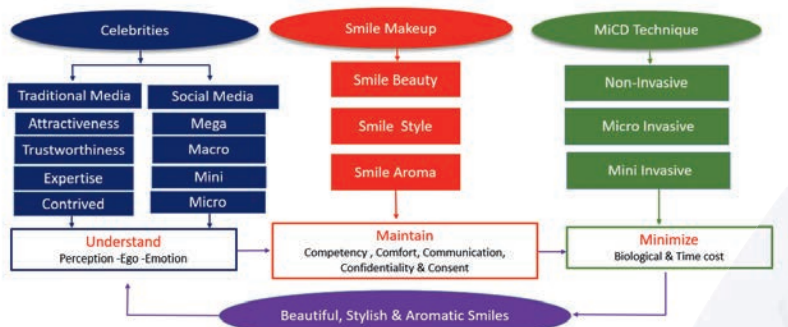 Celebrities
Traditional Media
Attractiveness
Trustworthiness
Expertise
Contrived
Social Media
Mega
Macro
Mini
Micro
Understand
Perception -Ego -Emotion
Smile Makeup
Smile Beauty
Smile Style
Smile Aroma
Maintain
Competency , Comfort, Communication,
Confidentiality & Consent
MiCD Technique
Non-Invasive
Micro Invasive
Mini Invasive
Minimize
Biological & Time cost
Beautiful, Stylish & Aromatic Smiles